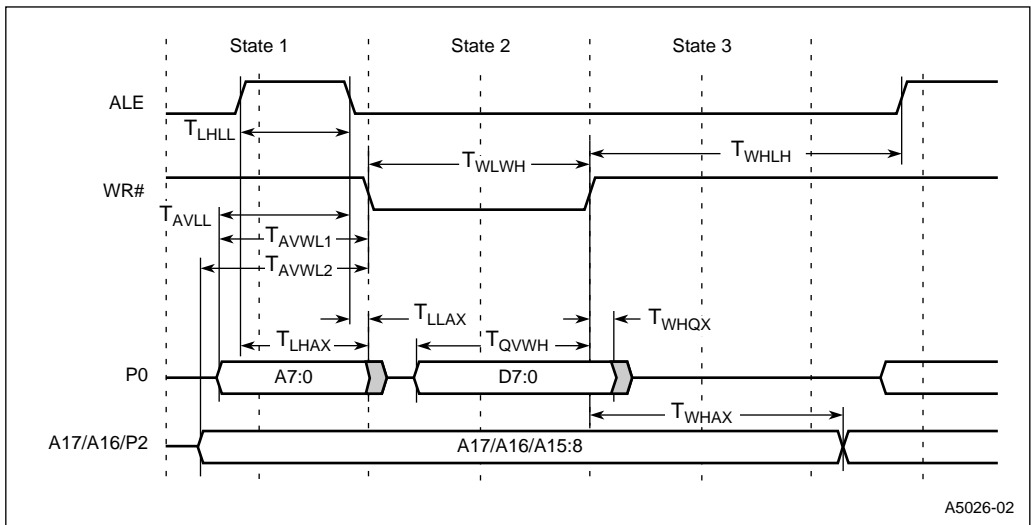 State 1 State 2 State 3
ALE
TLHLL
TWLWH TWHLH
WR#
TAVLL
TAVWL1
TAVWL2
TLLAX TWHQX
TLHAX TQVWH
P0 A7:0 D7:0
TWHAX
A17/A16/P2 A17/A16/A15:8
A5026-02